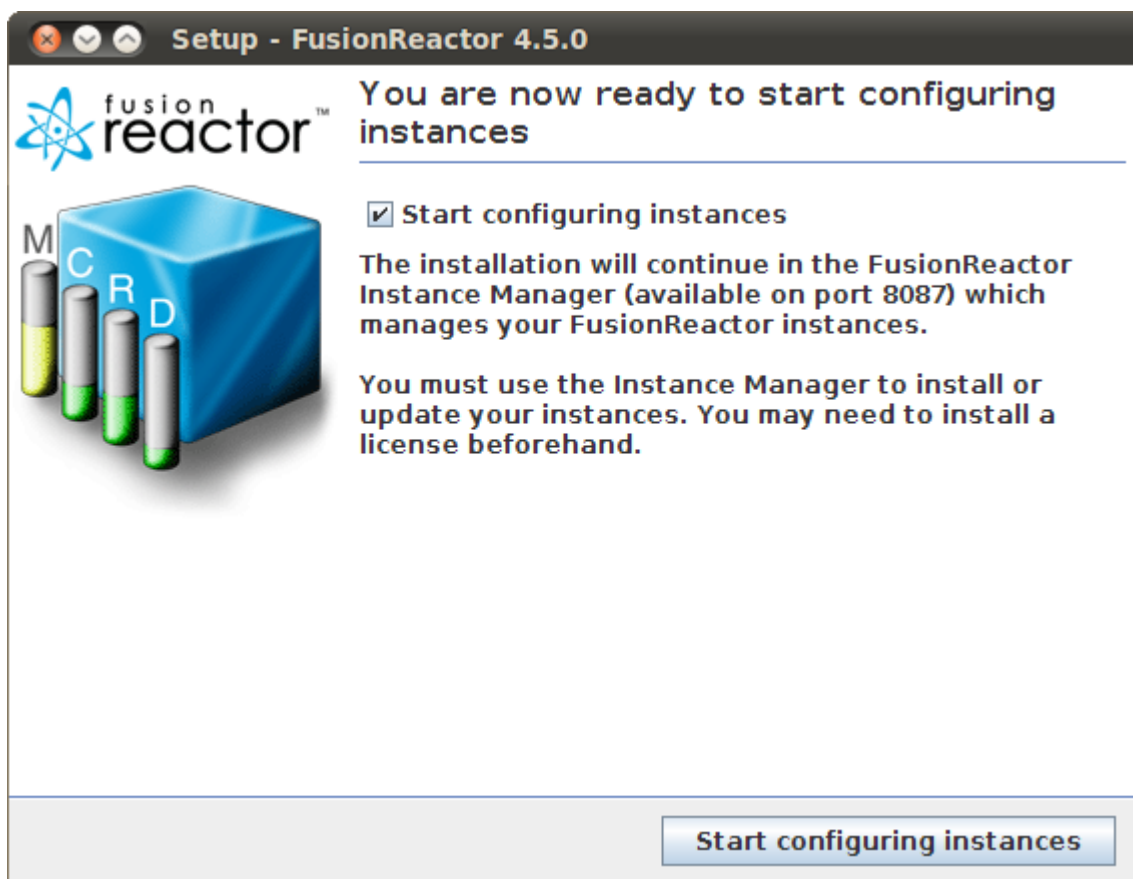 Setup - FusionReactor 4.5.0
fusion
reactor™
You are now ready to start configuring
instances
M
C
R
D
Start configuring instances
The installation will continue in the FusionReactor
Instance Manager (available on port 8087) which
manages your FusionReactor instances.
You must use the Instance Manager to install or
update your instances. You may need to install a
license beforehand.
Start configuring instances